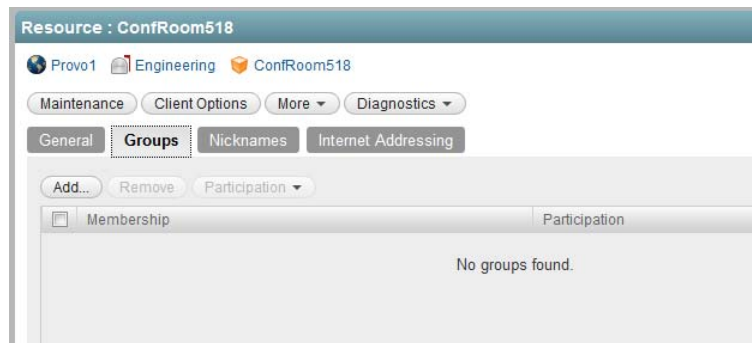 Resource : ConfRoom518
Provo1 Engineering ConfRoom518
Maintenance Client Options More Diagnostics
General Groups Nicknames Internet Addressing
Add... Remove Participation
Membership Participation
No groups found.